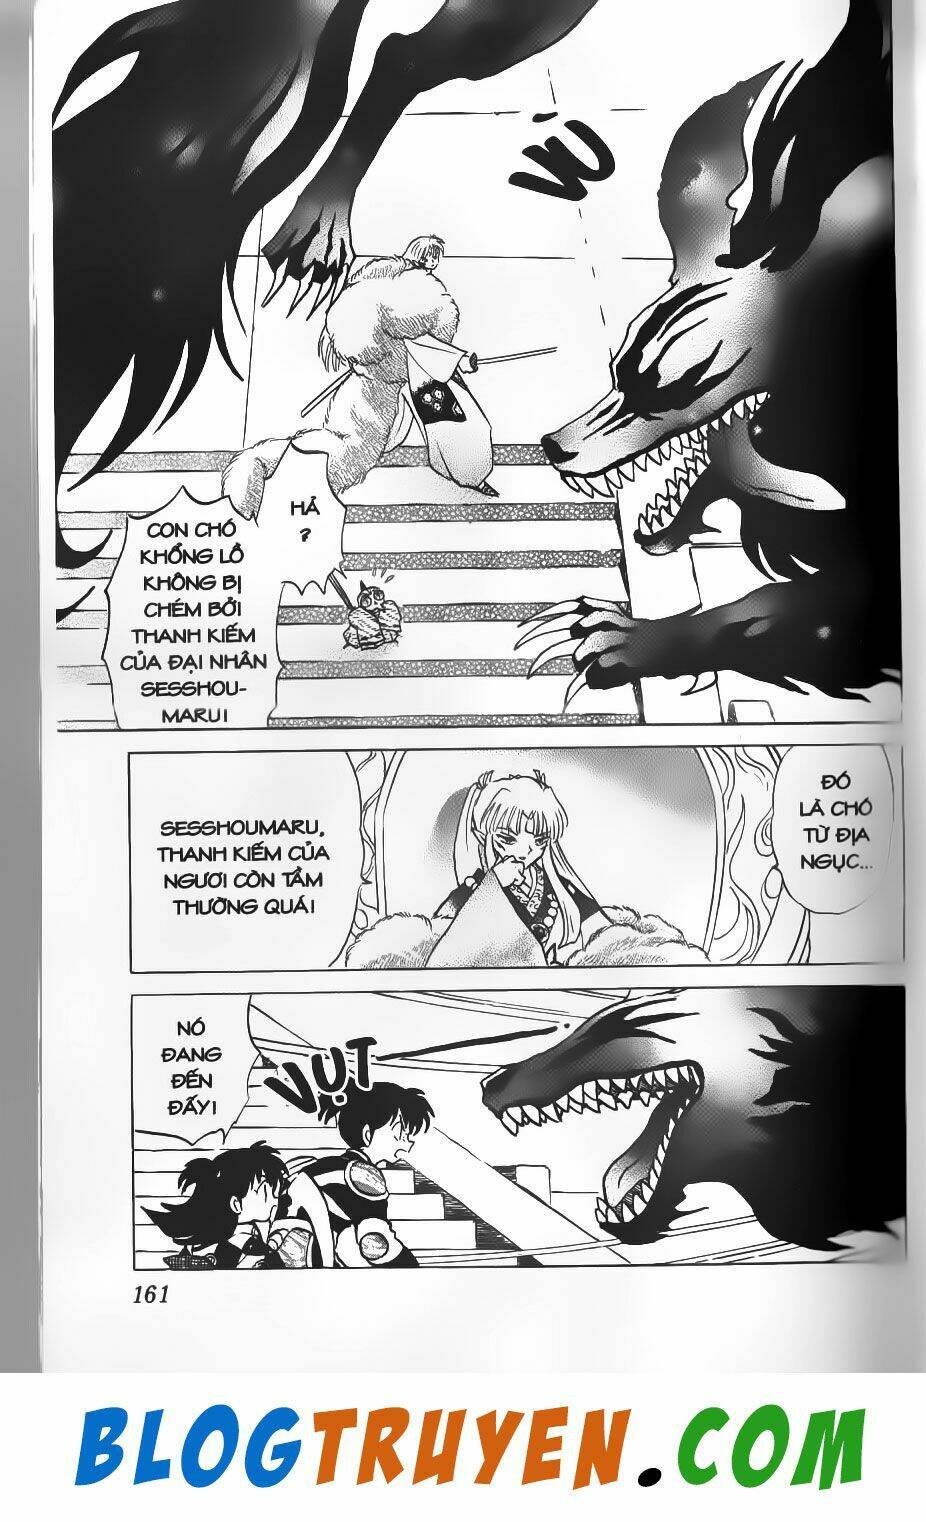 VÙ
HẢ
?
CON CHÓ
KHỔNG LỒ
KHÔNG BỊ
CHÉM BỞI
THANH KIẾM
CỦA ĐẠI NHÂN
SESSHOU-
MARU!
ĐÓ
LÀ CHÓ
TỪ ĐỊA
NGỤC...
SESSHOUMARU,
THANH KIẾM CỦA
NGƯƠI CÒN TẦM
THƯỜNG QUÁ!
NÓ
ĐANG
ĐẾN
ĐẤY!
VỤT
161
BLOGTRUYEN.COM